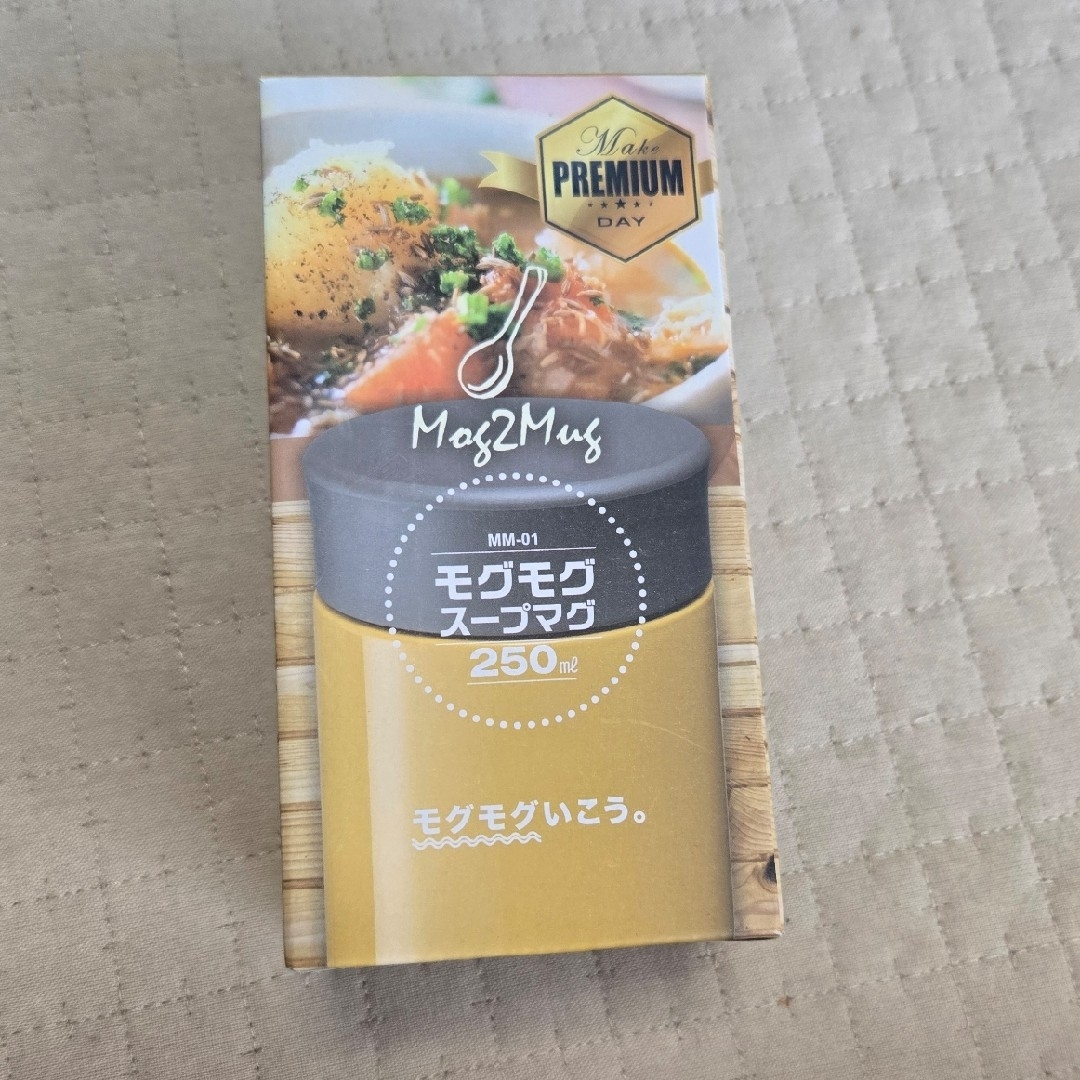 Make
PREMIUM
DAY
Mog2Mug
MM-01
モグモグ
スープマグ
250ml
モグモグいこう。